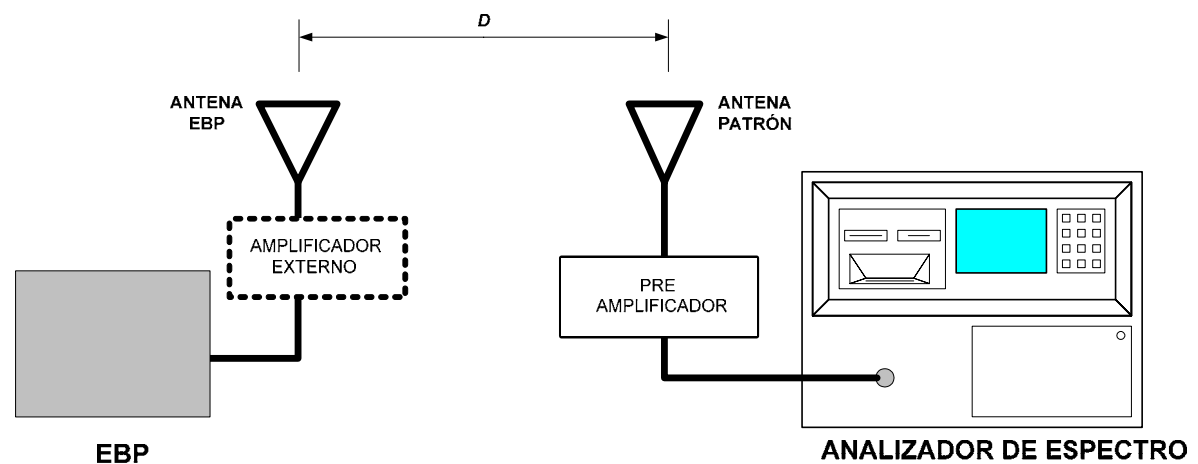 D
ANTENA
EBP
ANTENA
PATRÓN
AMPLIFICADOR
EXTERNO
PRE
AMPLIFICADOR
EBP
ANALIZADOR DE ESPECTRO